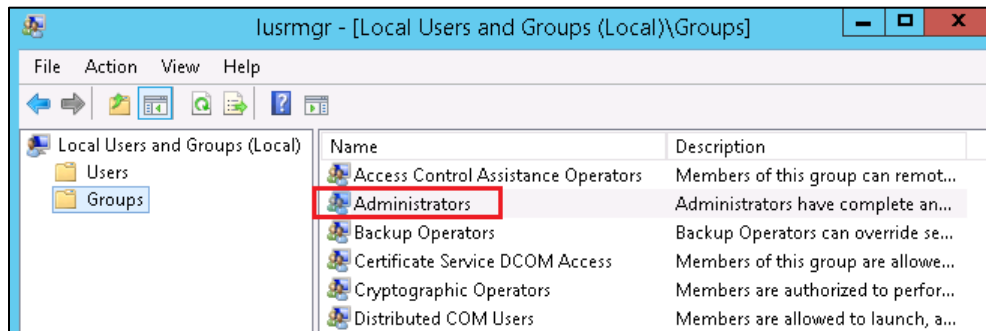 lusrmgr - [Local Users and Groups (Local)\Groups]
File Action View Help
Local Users and Groups (Local)
Users
Groups
Name Description
Access Control Assistance Operators Members of this group can remot...
Administrators Administrators have complete an...
Backup Operators Backup Operators can override se...
Certificate Service DCOM Access Members of this group are allowe...
Cryptographic Operators Members are authorized to perfor...
Distributed COM Users Members are allowed to launch, a...